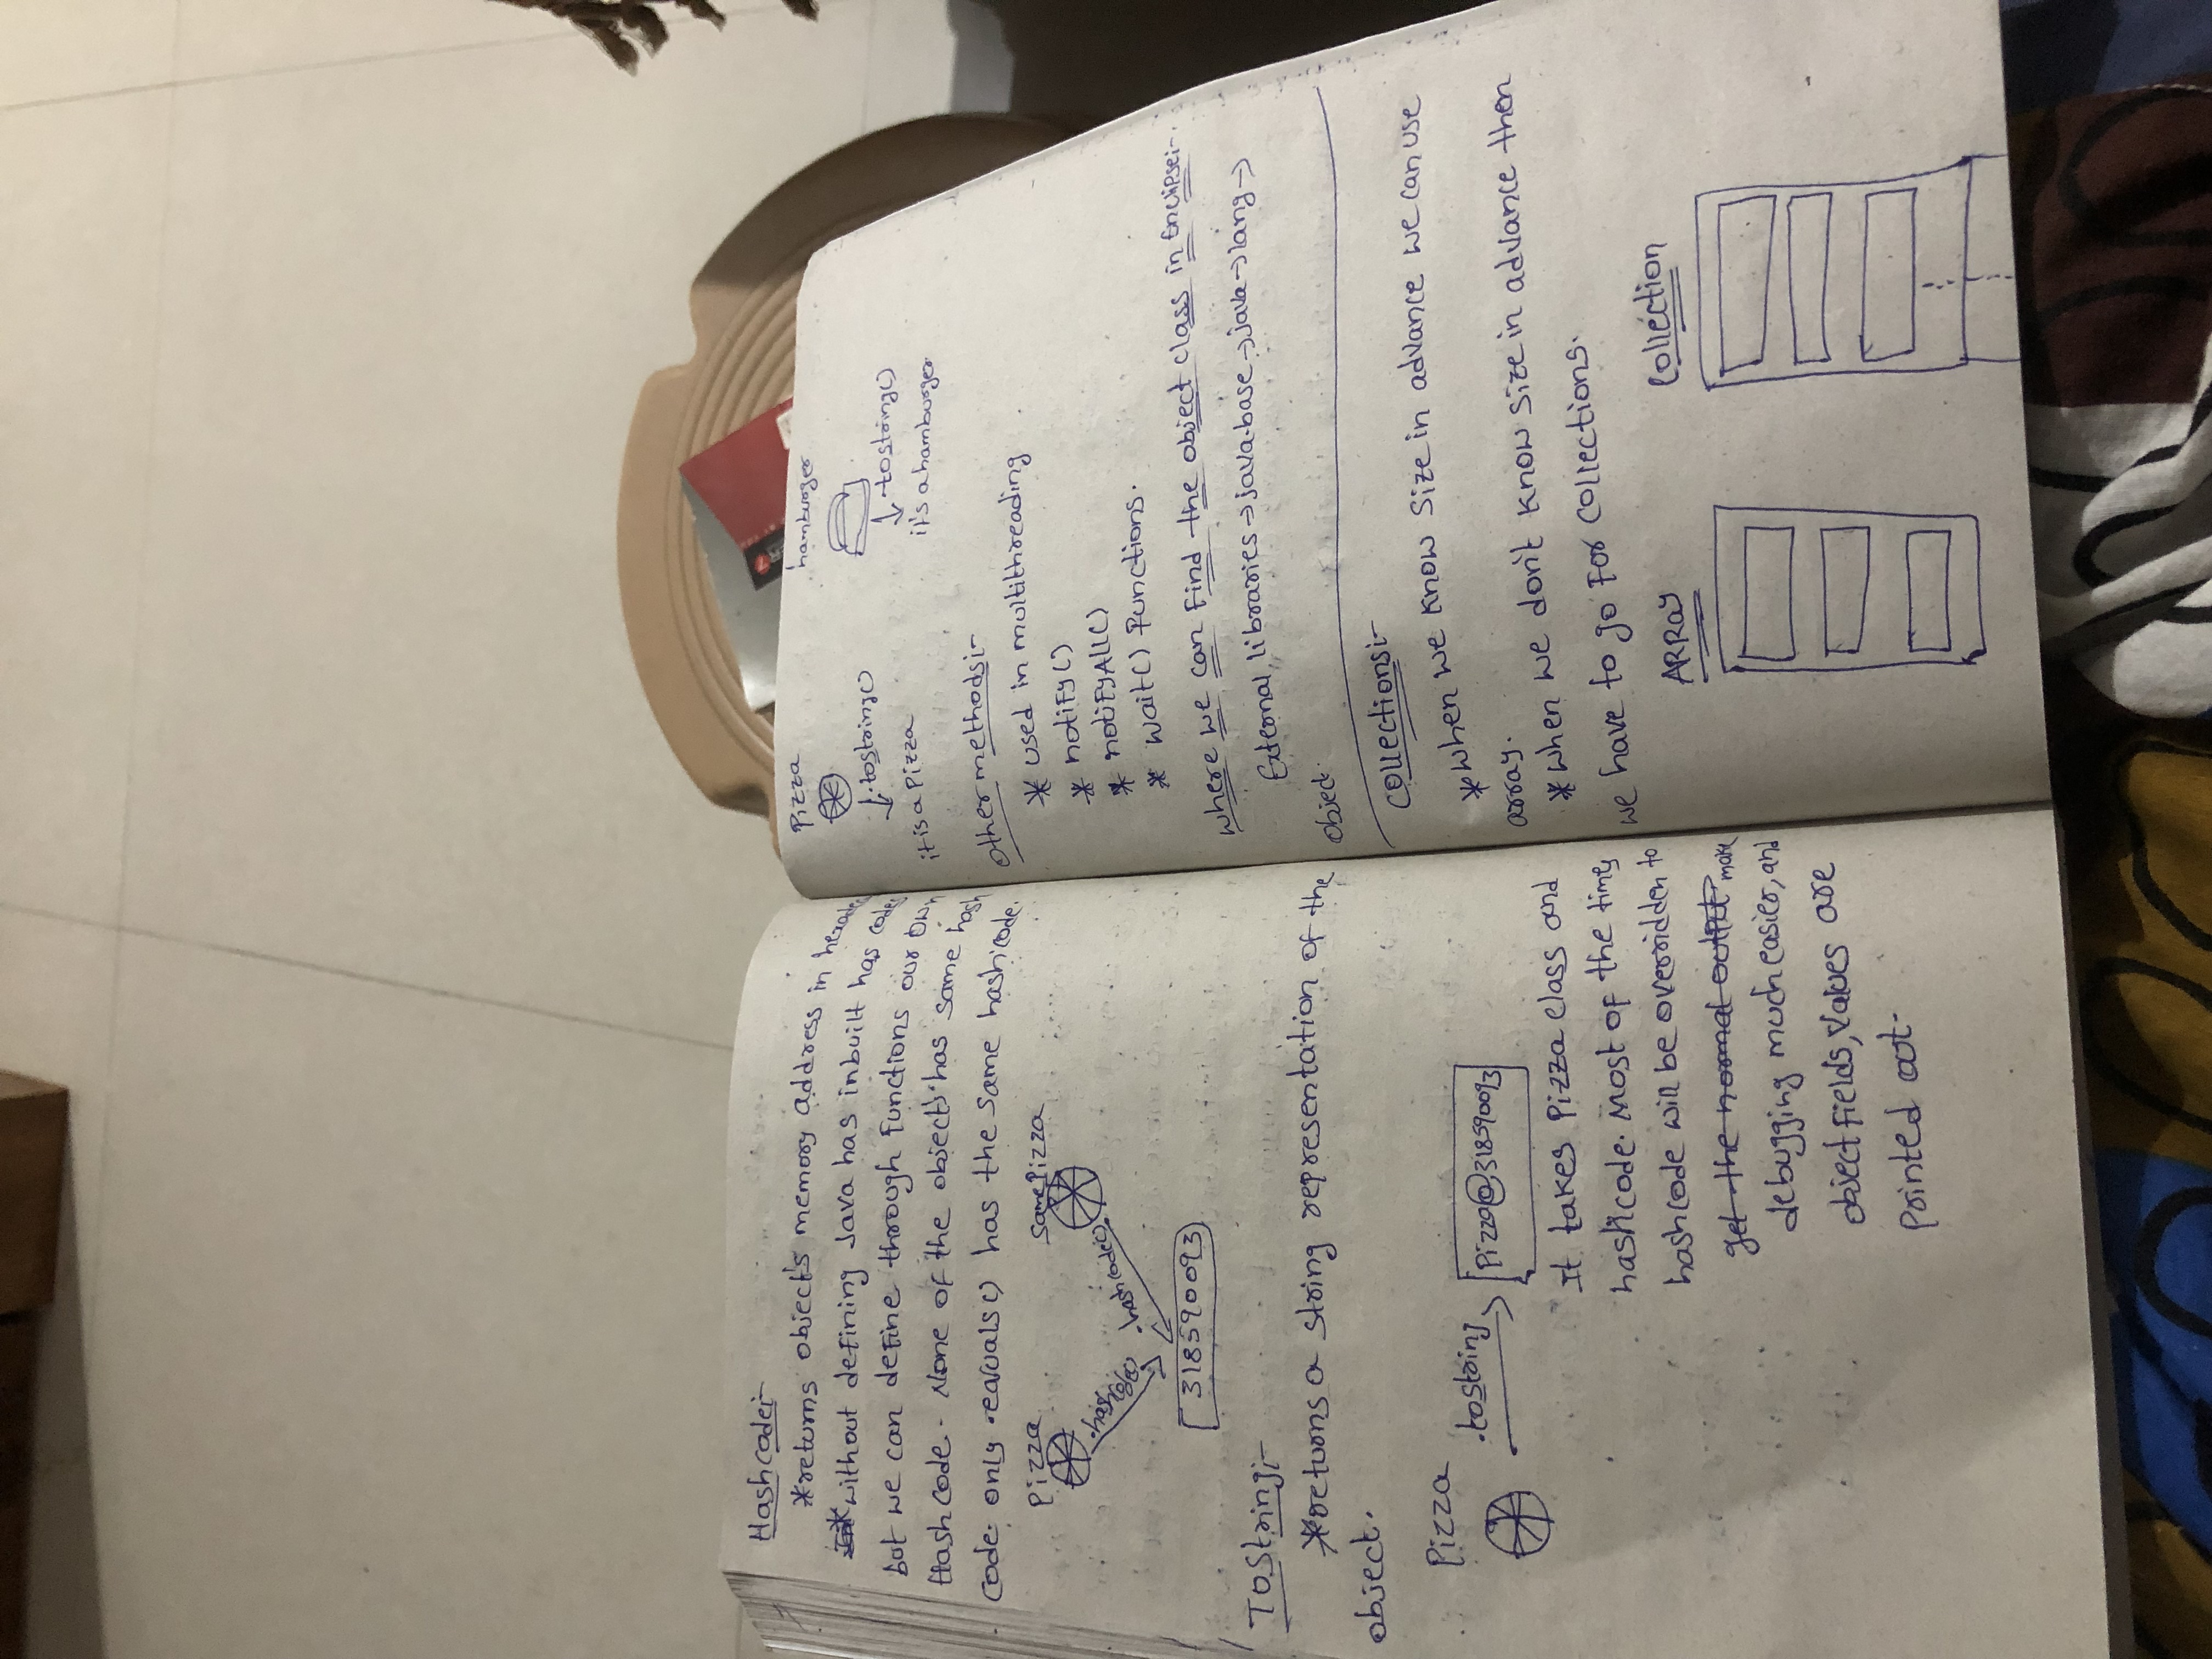 Hashcode:-
*returns object's memory address in hexadec
* without defining Java has inbuilt has codes
but we can define through functions our own
Hash code. None of the objects has same hash
code. only .eavuals() has the same hashcode.
Pizza
same Pizza
.hashcode()
.hashcode()
318590093
TOString:-
*returns a string representation of the
object.
Pizza
.tostring
Pizza@318590093
It takes Pizza class and
hashcode. Most of the times
hashcode will be overridden to
get the normal output make
debugging much easier, and
object fields, values are
Printed out.
Pizza
hamburger
.tostring()
.tostring()
it is a Pizza
it's a hamburger
other methods:-
* used in multithreading
* notify()
* notifyAll()
* wait() functions.
where we can Find the object class in Enclipse:-
External libraries → java.base → java → lang →
object.
Collections:-
*when we know Size in advance we can use
array.
*when we don't know size in advance then
we have to go For collections.
ARRay
Collection